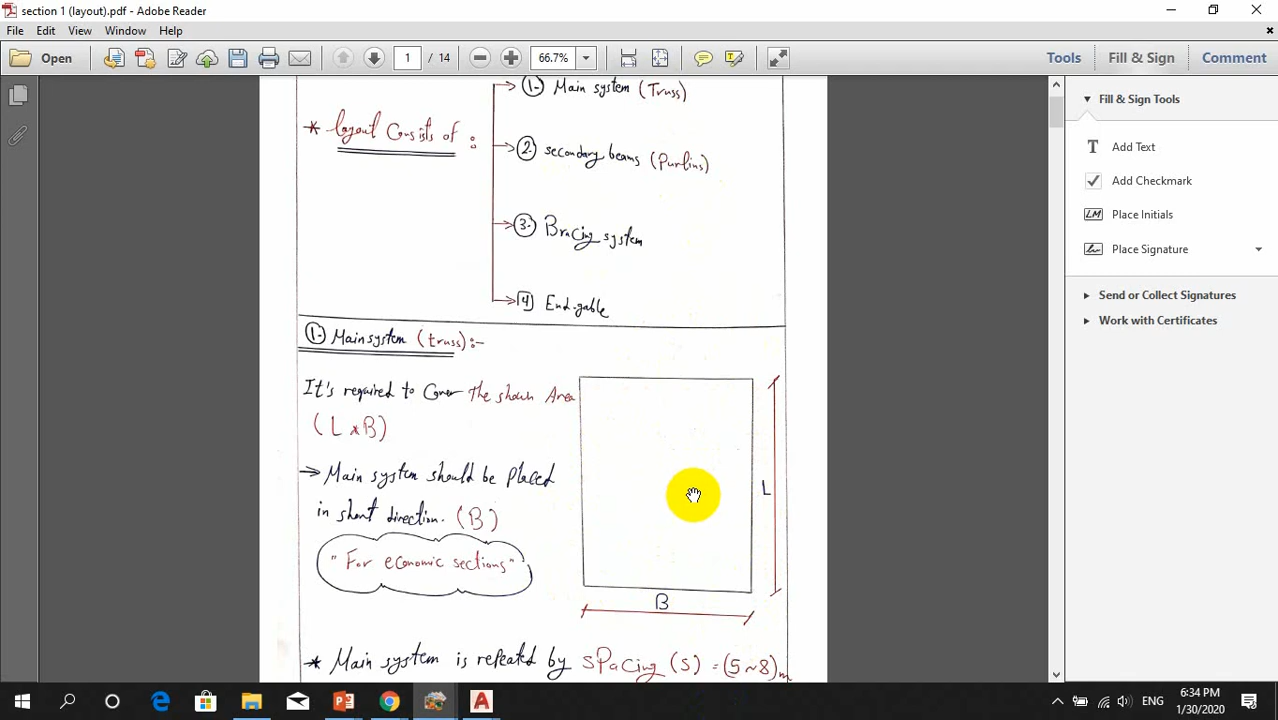 section 1 (layout).pdf - Adobe Reader
File Edit View Window Help
Open 1 / 14 66.7% Tools Fill & Sign Comment
1- Main system (Truss)
* layout Consists of :
2- secondary beams (Purlins)
3- Bracing system
4 End-gable
1- Main system (truss):-
It's required to Cover The shown Area
(L * B)
→ Main system should be placed
in short direction. (B)
"For economic sections"
L
B
* Main system is repeated by spacing (S) = (5~8)m
Fill & Sign Tools
T Add Text
Add Checkmark
LM Place Initials
Place Signature
Send or Collect Signatures
Work with Certificates
ENG
6:34 PM
1/30/2020